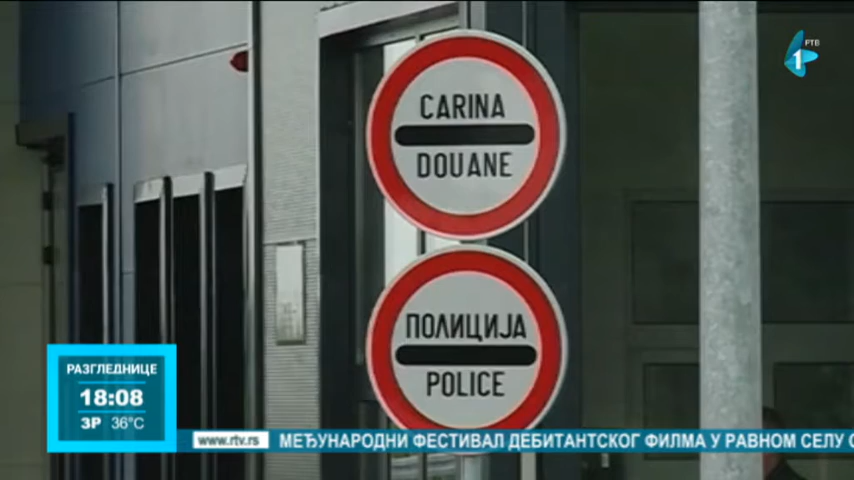 РТВ
1
CARINA
DOUANE
ПОЛИЦИЈА
POLICE
РАЗГЛЕДНИЦЕ
18:08
ЗР 36°C
www.rtv.rs МЕЂУНАРОДНИ ФЕСТИВАЛ ДЕБИТАНТСКОГ ФИЛМА У РАВНОМ СЕЛУ